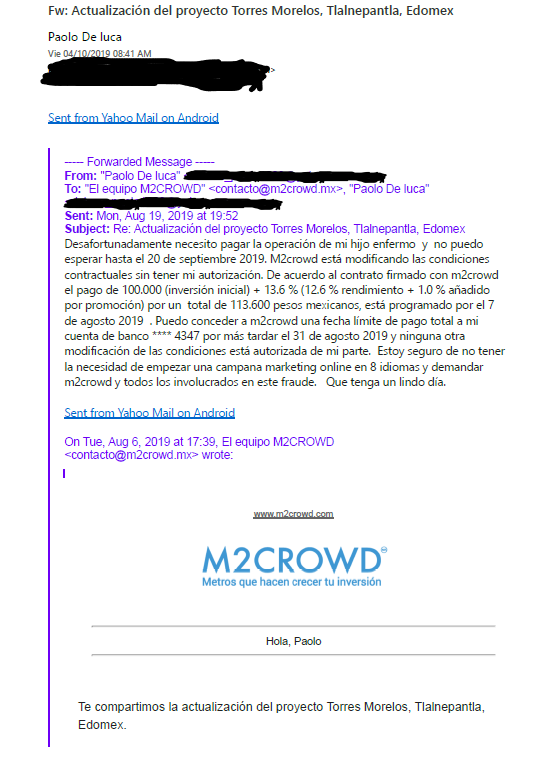 Fw: Actualización del proyecto Torres Morelos, Tlalnepantla, Edomex
Paolo De luca
Vie 04/10/2019 08:41 AM
Sent from Yahoo Mail on Android
----- Forwarded Message -----
From: "Paolo De luca"
To: "El equipo M2CROWD" <contacto@m2crowd.mx>, "Paolo De luca"
Sent: Mon, Aug 19, 2019 at 19:52
Subject: Re: Actualización del proyecto Torres Morelos, Tlalnepantla, Edomex
Desafortunadamente necesito pagar la operación de mi hijo enfermo y no puedo
esperar hasta el 20 de septiembre 2019. M2crowd está modificando las condiciones
contractuales sin tener mi autorización. De acuerdo al contrato firmado con m2crowd
el pago de 100.000 (inversión inicial) + 13.6 % (12.6 % rendimiento + 1.0 % añadido
por promoción) por un total de 113.600 pesos mexicanos, está programado por el 7
de agosto 2019 . Puedo conceder a m2crowd una fecha límite de pago total a mi
cuenta de banco **** 4347 por más tardar el 31 de agosto 2019 y ninguna otra
modificación de las condiciones está autorizada de mi parte. Estoy seguro de no tener
la necesidad de empezar una campana marketing online en 8 idiomas y demandar
m2crowd y todos los involucrados en este fraude. Que tenga un lindo día.
Sent from Yahoo Mail on Android
On Tue, Aug 6, 2019 at 17:39, El equipo M2CROWD
<contacto@m2crowd.mx> wrote:
www.m2crowd.com
M2CROWD®
Metros que hacen crecer tu inversión
Hola, Paolo
Te compartimos la actualización del proyecto Torres Morelos, Tlalnepantla,
Edomex.